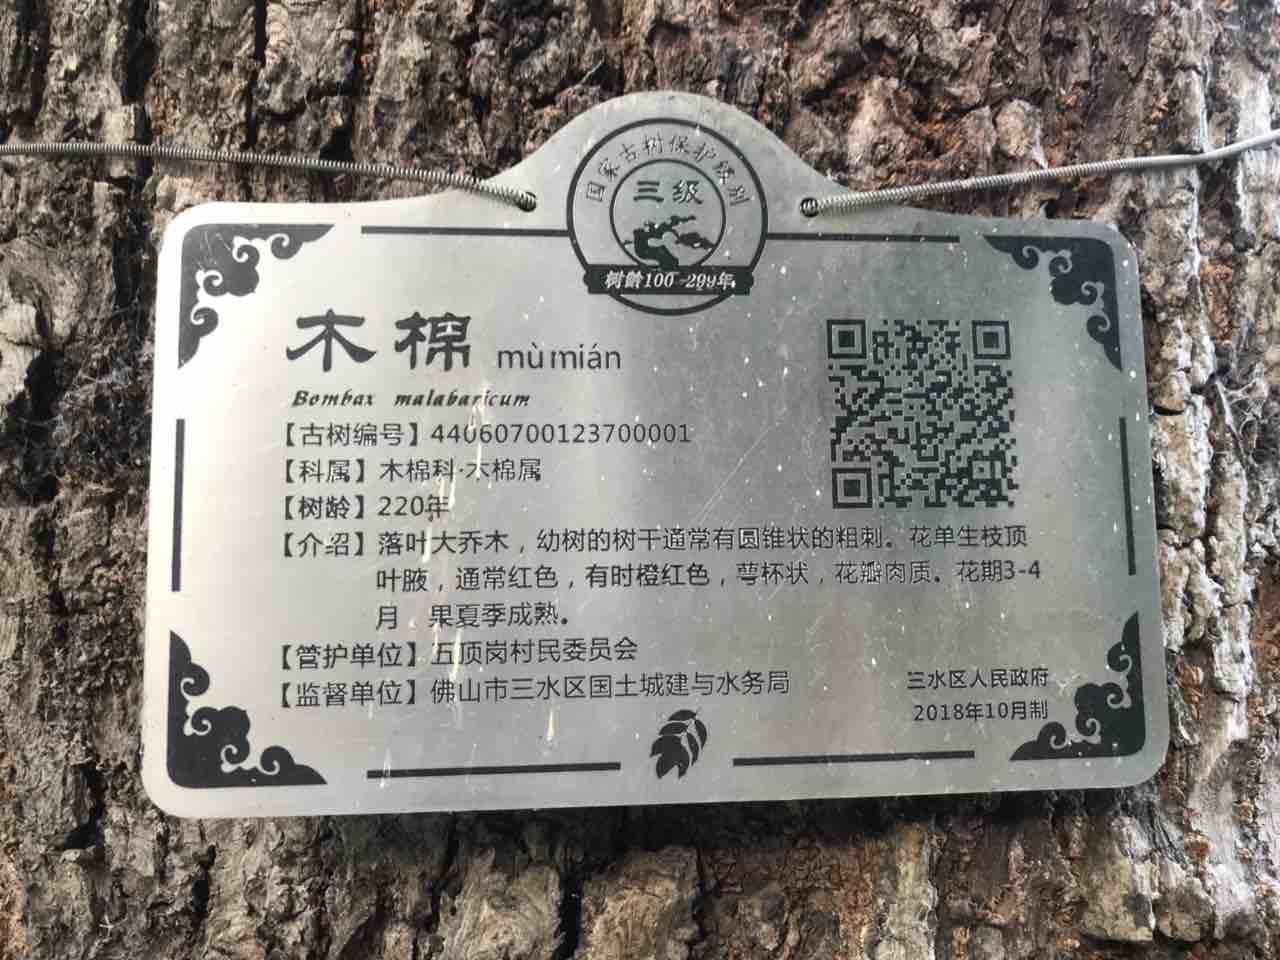 国家古树保护级别
三级
树龄100-299年
木棉 mùmián
Bombax malabaricum
【古树编号】44060700123700001
【科属】木棉科·木棉属
【树龄】220年
【介绍】落叶大乔木，幼树的树干通常有圆锥状的粗刺。花单生枝顶
叶腋，通常红色，有时橙红色，萼杯状，花瓣肉质。花期3-4
月，果夏季成熟。
【管护单位】五顶岗村民委员会
【监督单位】佛山市三水区国土城建与水务局
三水区人民政府
2018年10月制